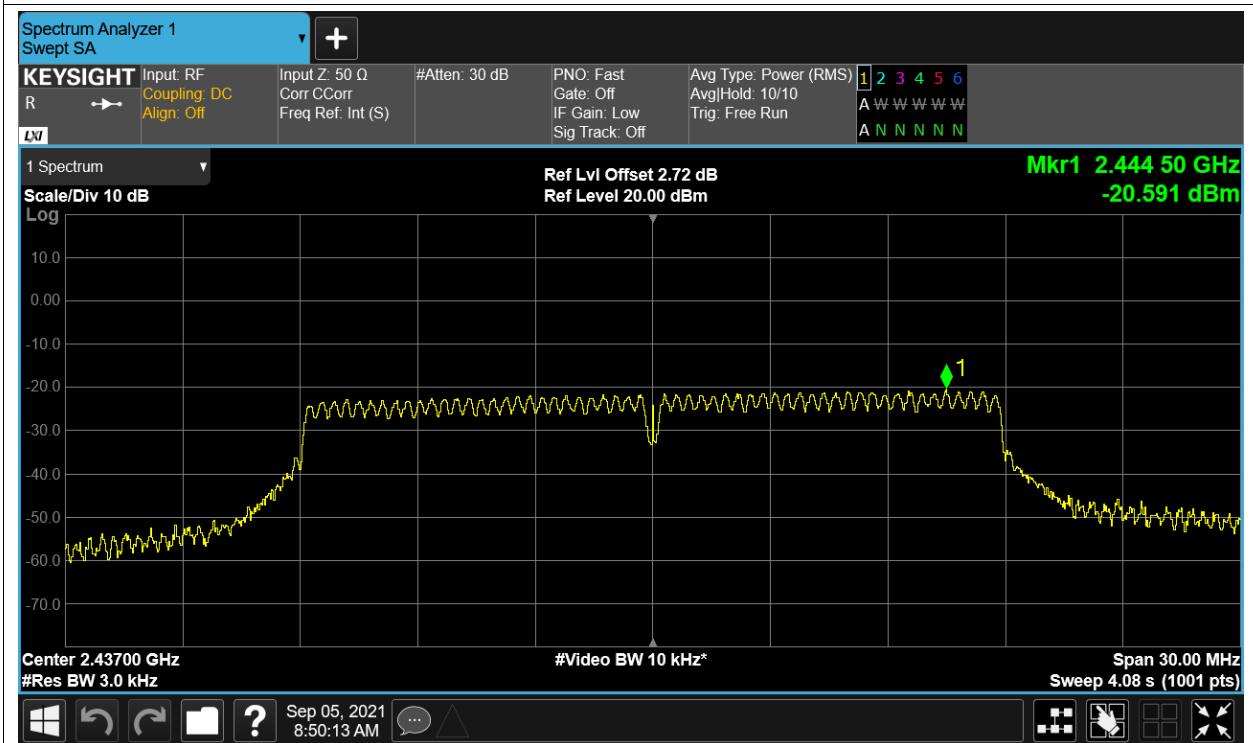 Spectrum Analyzer 1
Swept SA
+
KEYSIGHT
R
LXI
Input: RF
Coupling: DC
Align: Off
Input Z: 50 Ω
Corr CCorr
Freq Ref: Int (S)
#Atten: 30 dB
PNO: Fast
Gate: Off
IF Gain: Low
Sig Track: Off
Avg Type: Power (RMS)
Avg|Hold: 10/10
Trig: Free Run
1 2 3 4 5 6
A W W W W W
A N N N N N
1 Spectrum
Scale/Div 10 dB
Log
Ref Lvl Offset 2.72 dB
Ref Level 20.00 dBm
Mkr1 2.444 50 GHz
-20.591 dBm
10.0
0.00
-10.0
-20.0
-30.0
-40.0
-50.0
-60.0
-70.0
1
Center 2.43700 GHz
#Res BW 3.0 kHz
#Video BW 10 kHz*
Span 30.00 MHz
Sweep 4.08 s (1001 pts)
?
Sep 05, 2021
8:50:13 AM